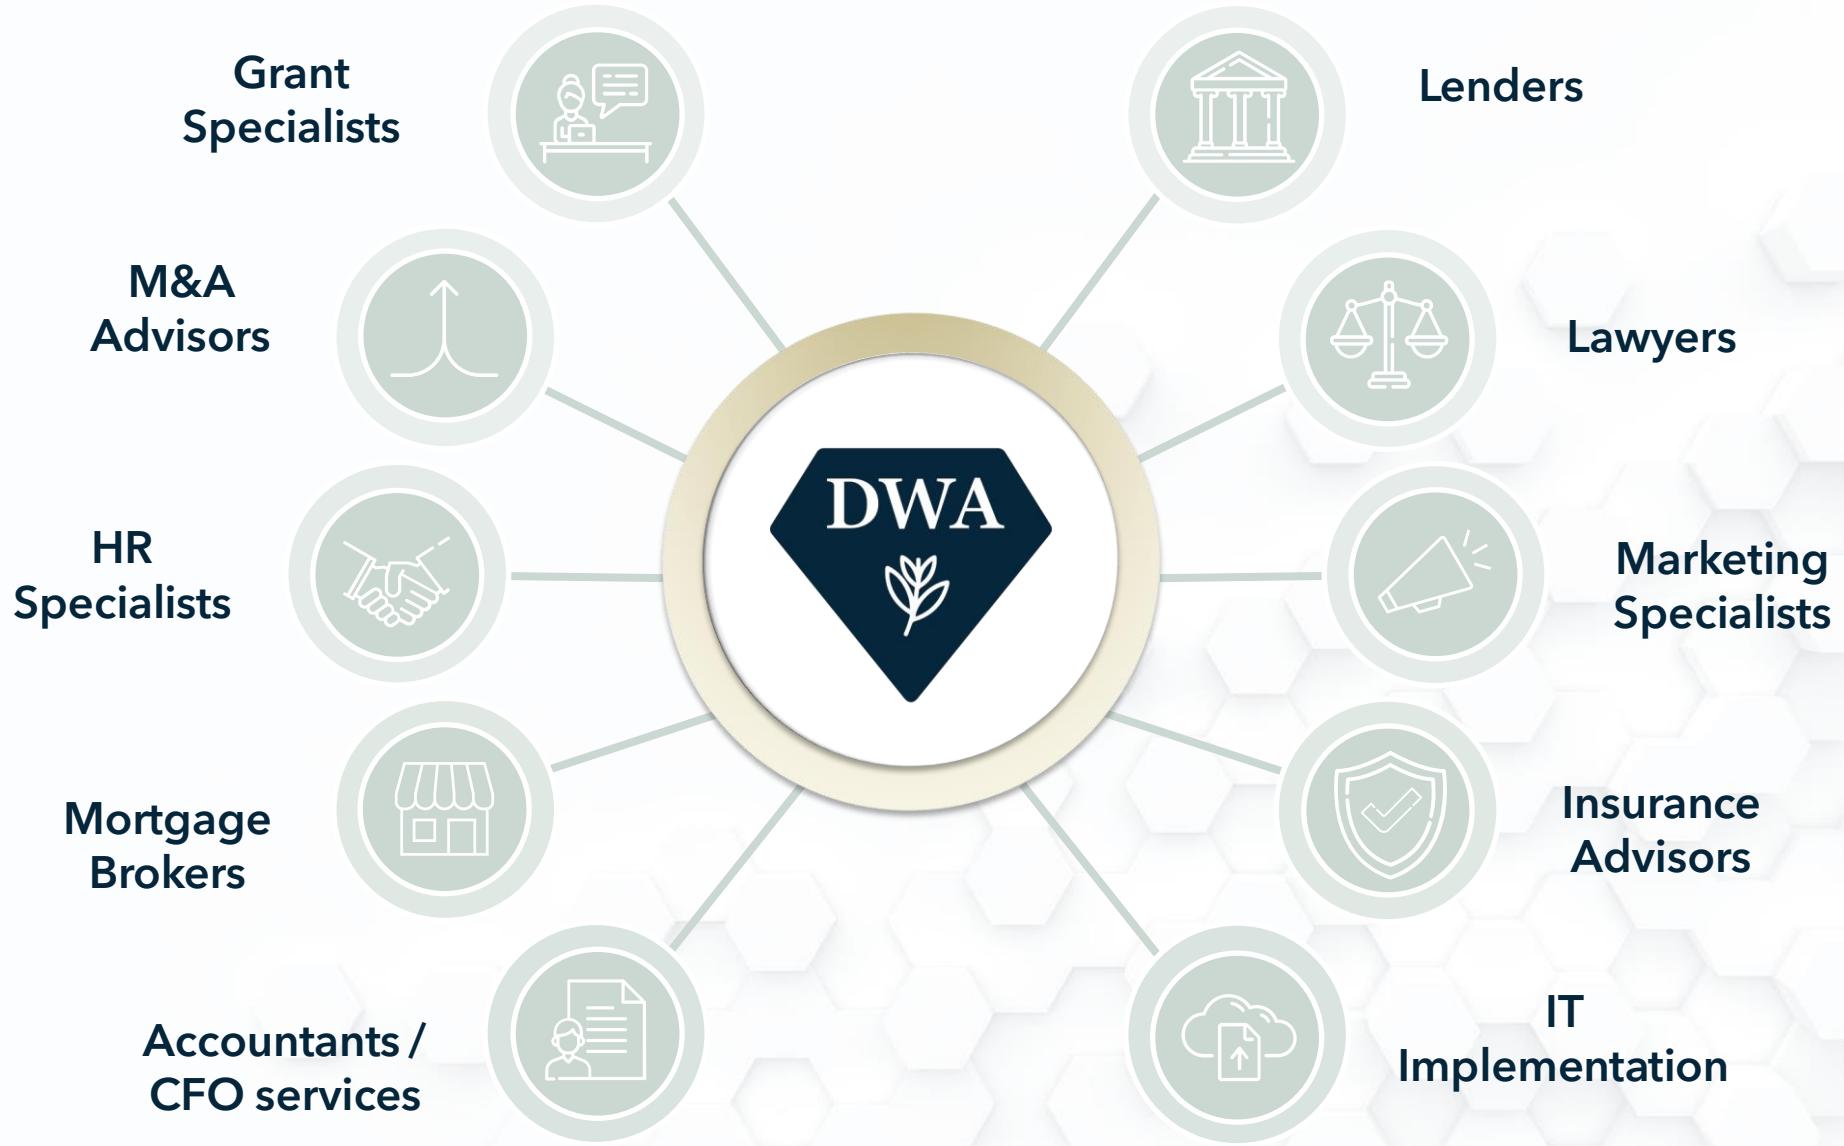 Grant
Specialists
Lenders
M&A
Advisors
Lawyers
DWA
HR
Specialists
Marketing
Specialists
Mortgage
Brokers
Insurance
Advisors
Accountants /
CFO services
IT
Implementation